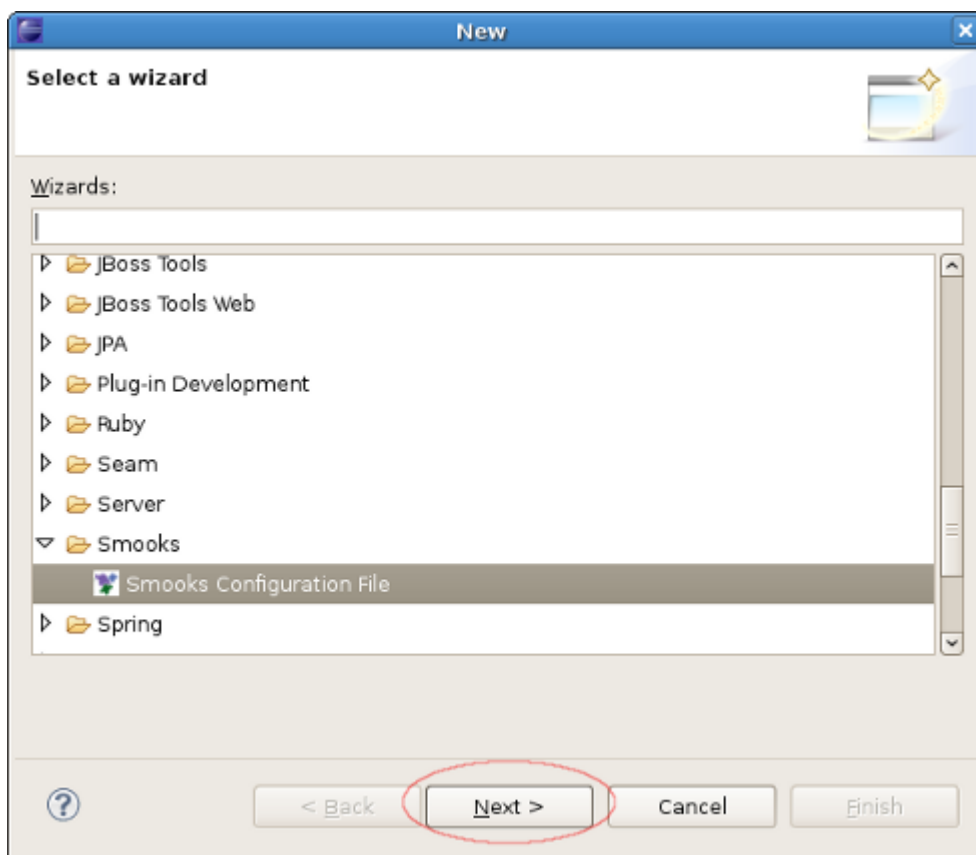 New
Select a wizard
Wizards:
JBoss Tools
JBoss Tools Web
JPA
Plug-in Development
Ruby
Seam
Server
Smooks
Smooks Configuration File
Spring
? < Back Next > Cancel Finish